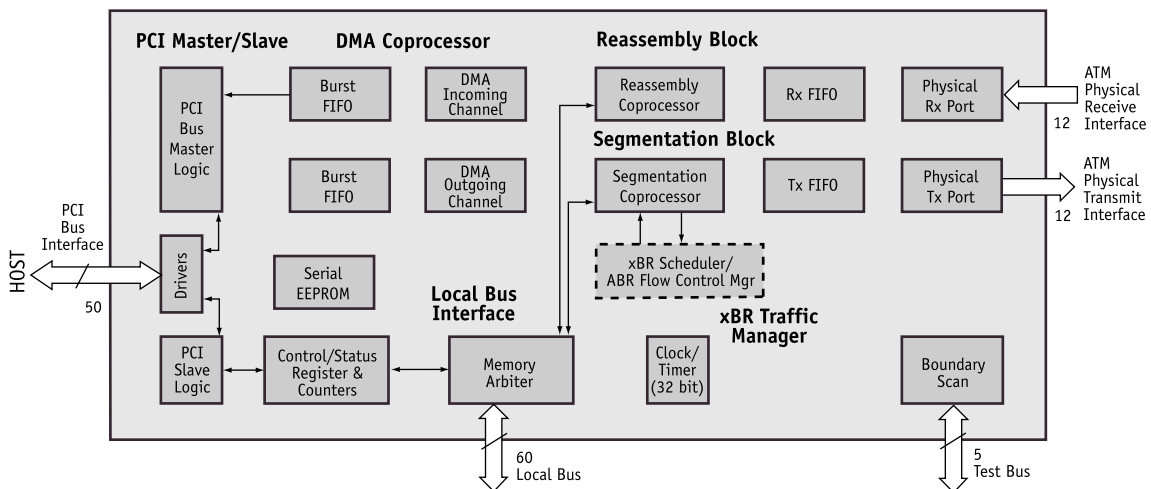 PCI Master/Slave
DMA Coprocessor
Reassembly Block
PCI
Bus
Master
Logic
Burst
FIFO
DMA
Incoming
Channel
Reassembly
Coprocessor
Rx FIFO
Physical
Rx Port
ATM
Physical
Receive
Interface
12
Segmentation Block
Burst
FIFO
DMA
Outgoing
Channel
Segmentation
Coprocessor
Tx FIFO
Physical
Tx Port
ATM
Physical
Transmit
Interface
12
HOST
PCI
Bus
Interface
50
Drivers
Serial
EEPROM
xBR Scheduler/
ABR Flow Control Mgr
Local Bus
Interface
xBR Traffic
Manager
PCI
Slave
Logic
Control/Status
Register &
Counters
Memory
Arbiter
Clock/
Timer
(32 bit)
Boundary
Scan
60
Local Bus
5
Test Bus